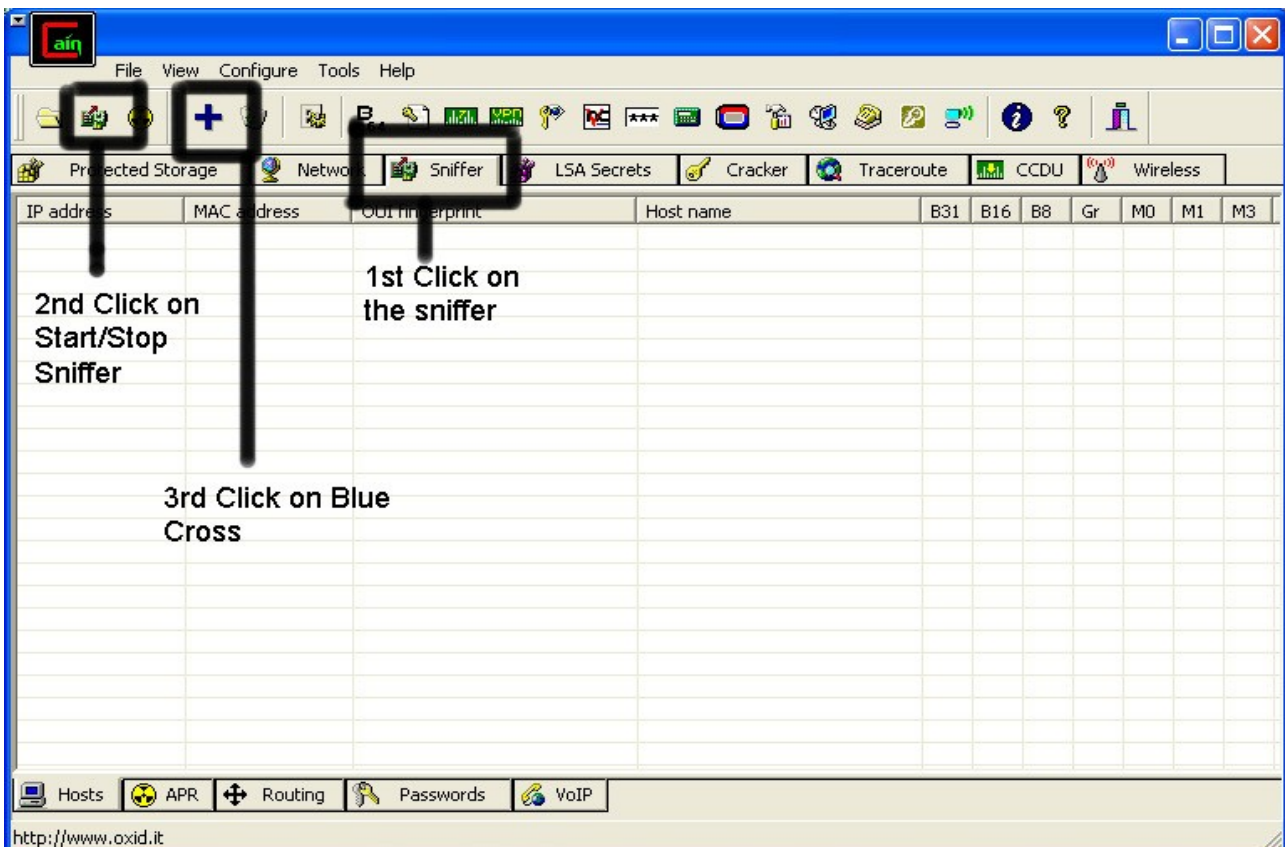 Caín
File View Configure Tools Help
Protected Storage Network Sniffer LSA Secrets Cracker Traceroute CCDU Wireless
IP address MAC address OUI fingerprint Host name B31 B16 B8 Gr M0 M1 M3
1st Click on
the sniffer
2nd Click on
Start/Stop
Sniffer
3rd Click on Blue
Cross
Hosts APR Routing Passwords VoIP
http://www.oxid.it